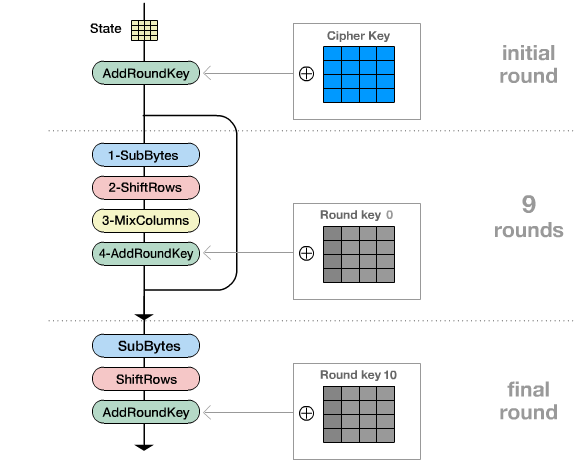 State
Cipher Key
AddRoundKey
initial
round
1-SubBytes
2-ShiftRows
3-MixColumns
4-AddRoundKey
Round key 0
9
rounds
SubBytes
ShiftRows
AddRoundKey
Round key 10
final
round